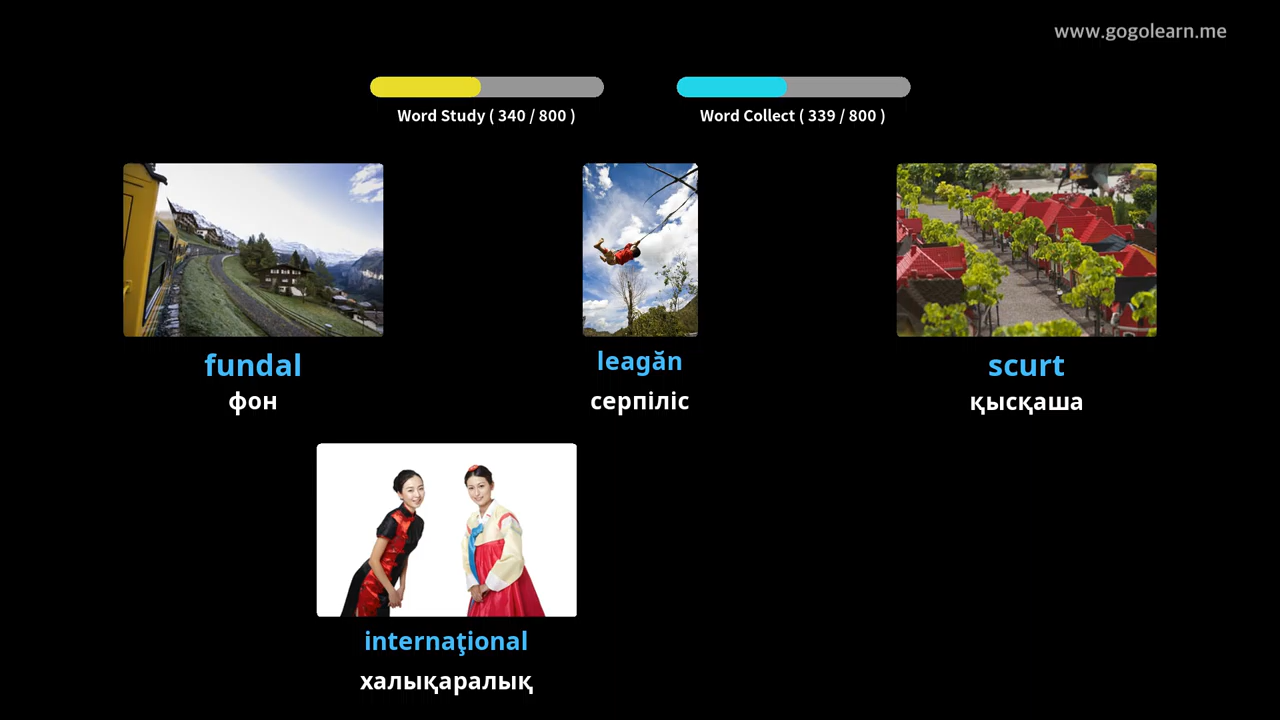 www.gogolearn.me
Word Study ( 340 / 800 )
Word Collect ( 339 / 800 )
fundal
фон
leagăn
серпіліс
scurt
қысқаша
internaţional
халықаралық